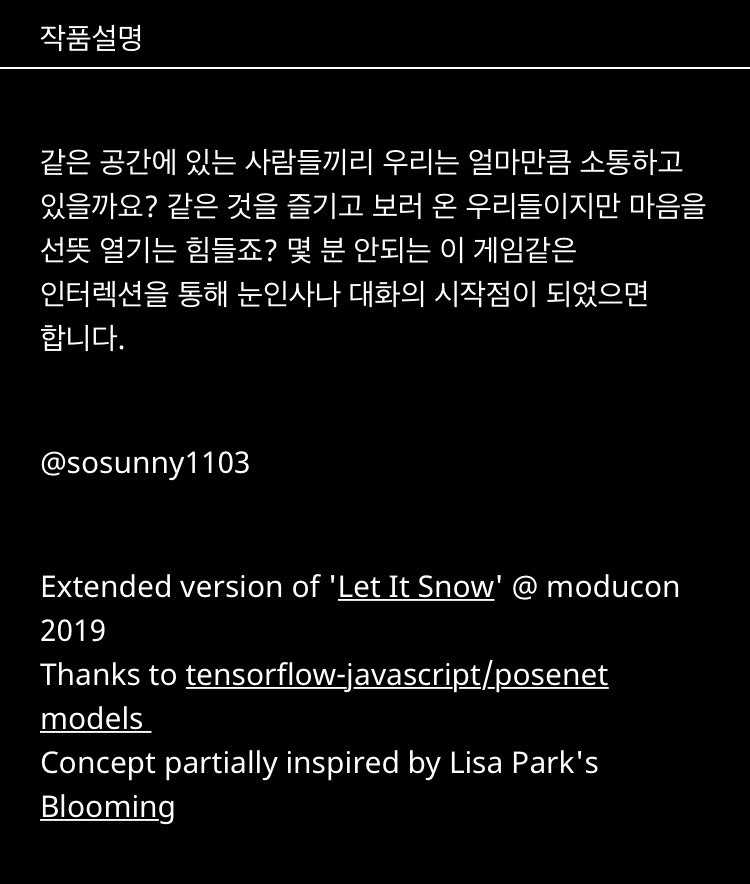 작품설명
같은 공간에 있는 사람들끼리 우리는 얼마만큼 소통하고
있을까요? 같은 것을 즐기고 보러 온 우리들이지만 마음을
선뜻 열기는 힘들죠? 몇 분 안되는 이 게임같은
인터렉션을 통해 눈인사나 대화의 시작점이 되었으면
합니다.
@sosunny1103
Extended version of 'Let It Snow' @ moducon
2019
Thanks to tensorflow-javascript/posenet
models
Concept partially inspired by Lisa Park's
Blooming